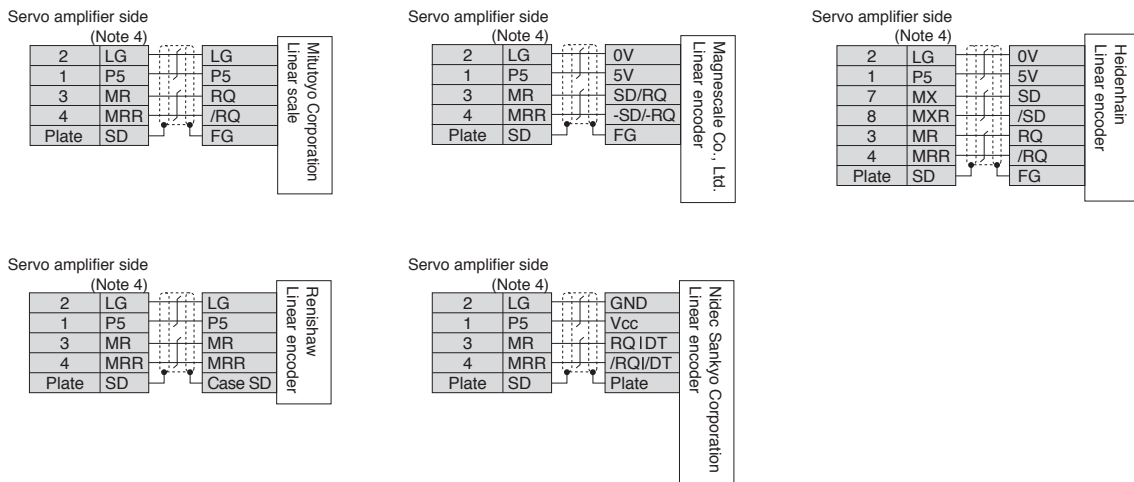 Servo amplifier side
(Note 4)
2 LG LG
1 P5 P5
3 MR RQ
4 MRR /RQ
Plate SD FG
Mitutoyo Corporation
Linear scale
Servo amplifier side
(Note 4)
2 LG 0V
1 P5 5V
3 MR SD/RQ
4 MRR -SD/-RQ
Plate SD FG
Magnescale Co., Ltd.
Linear encoder
Servo amplifier side
(Note 4)
2 LG 0V
1 P5 5V
7 MX SD
8 MXR /SD
3 MR RQ
4 MRR /RQ
Plate SD FG
Heidenhain
Linear encoder
Servo amplifier side
(Note 4)
2 LG LG
1 P5 P5
3 MR MR
4 MRR MRR
Plate SD Case SD
Renishaw
Linear encoder
Servo amplifier side
(Note 4)
2 LG GND
1 P5 Vcc
3 MR RQIDT
4 MRR /RQI/DT
Plate SD Plate
Nidec Sankyo Corporation
Linear encoder